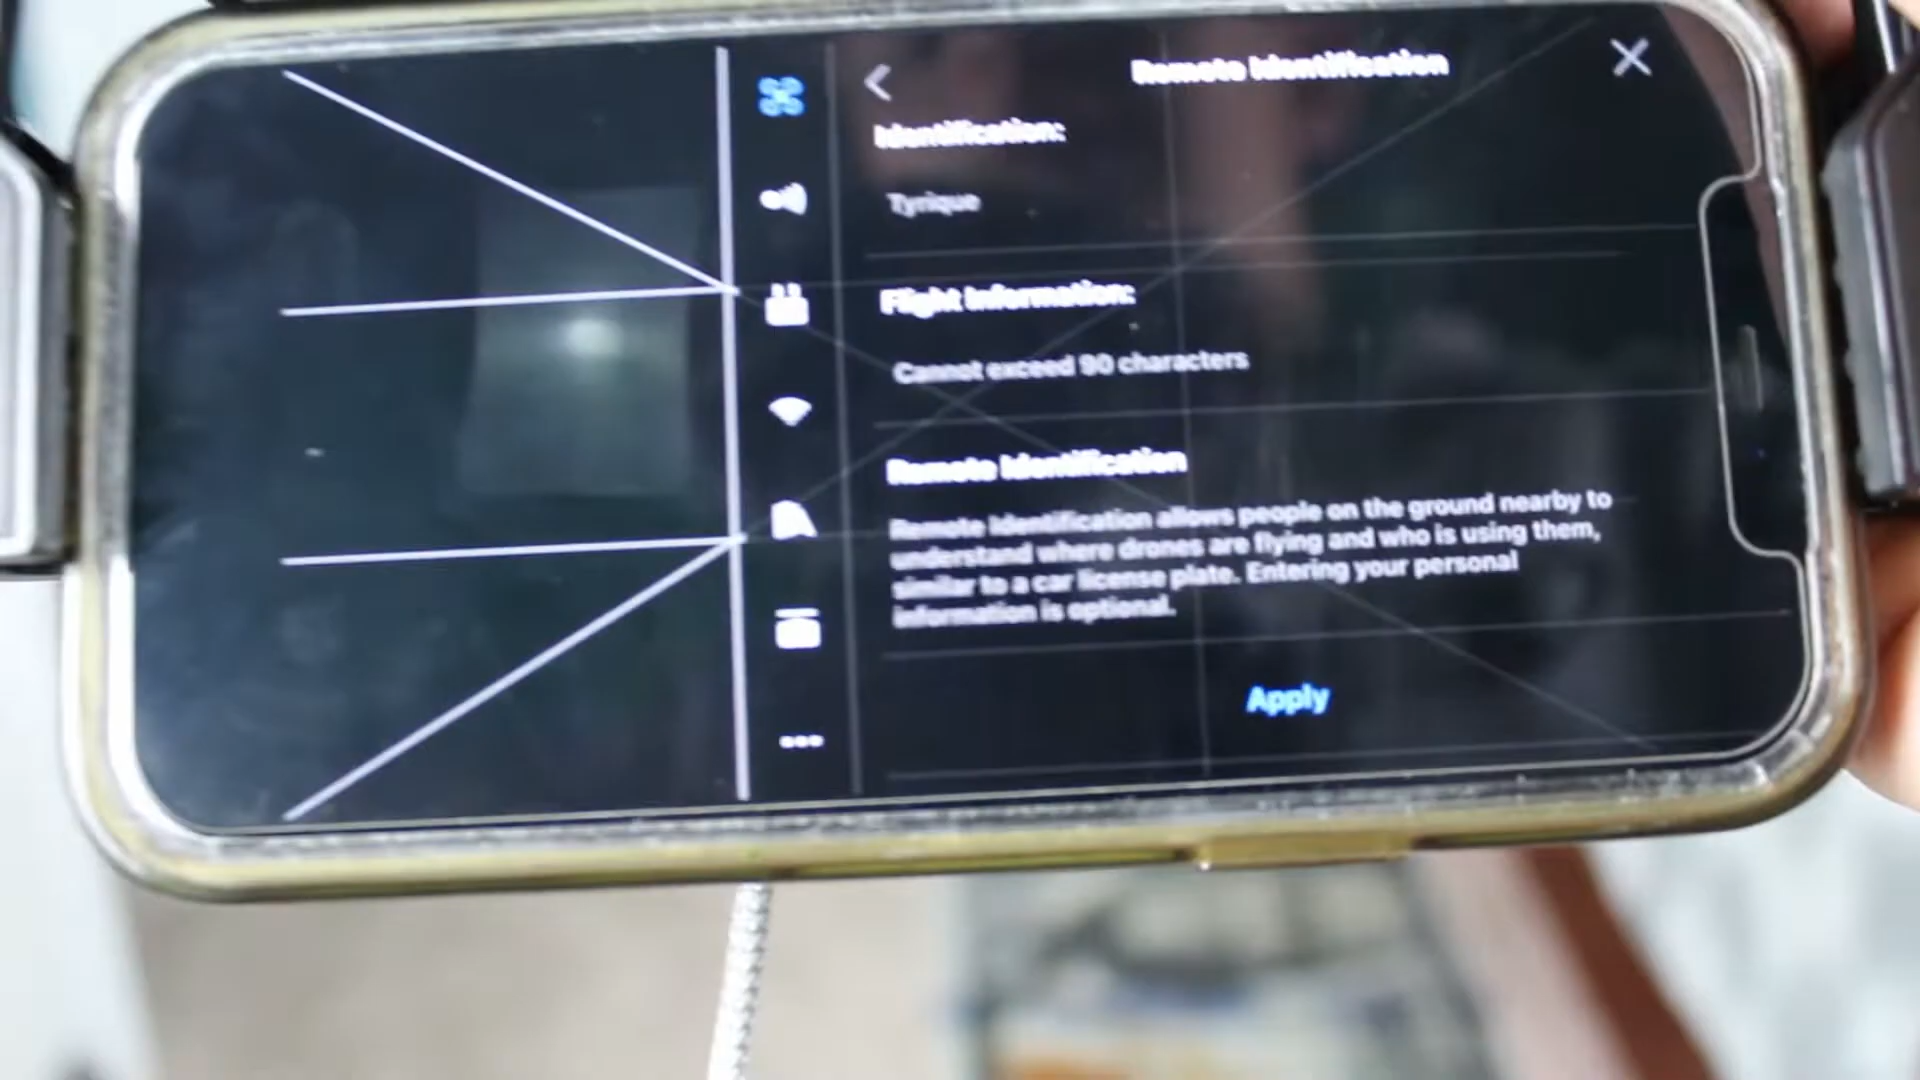 Remote Identification
Identification:
Tyrique
Flight Information:
Cannot exceed 90 characters
Remote Identification
Remote Identification allows people on the ground nearby to
understand where drones are flying and who is using them,
similar to a car license plate. Entering your personal
information is optional.
Apply